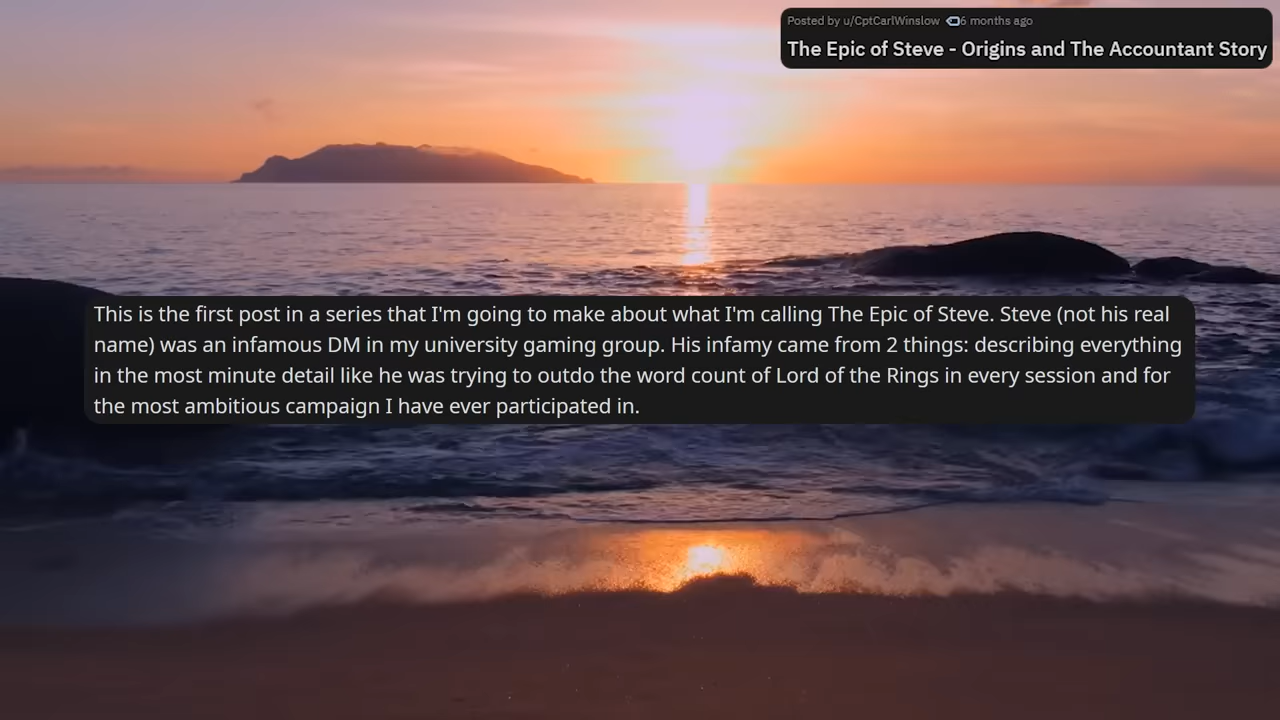 Posted by u/CptCarlWinslow 6 months ago
The Epic of Steve - Origins and The Accountant Story
This is the first post in a series that I'm going to make about what I'm calling The Epic of Steve. Steve (not his real
name) was an infamous DM in my university gaming group. His infamy came from 2 things: describing everything
in the most minute detail like he was trying to outdo the word count of Lord of the Rings in every session and for
the most ambitious campaign I have ever participated in.